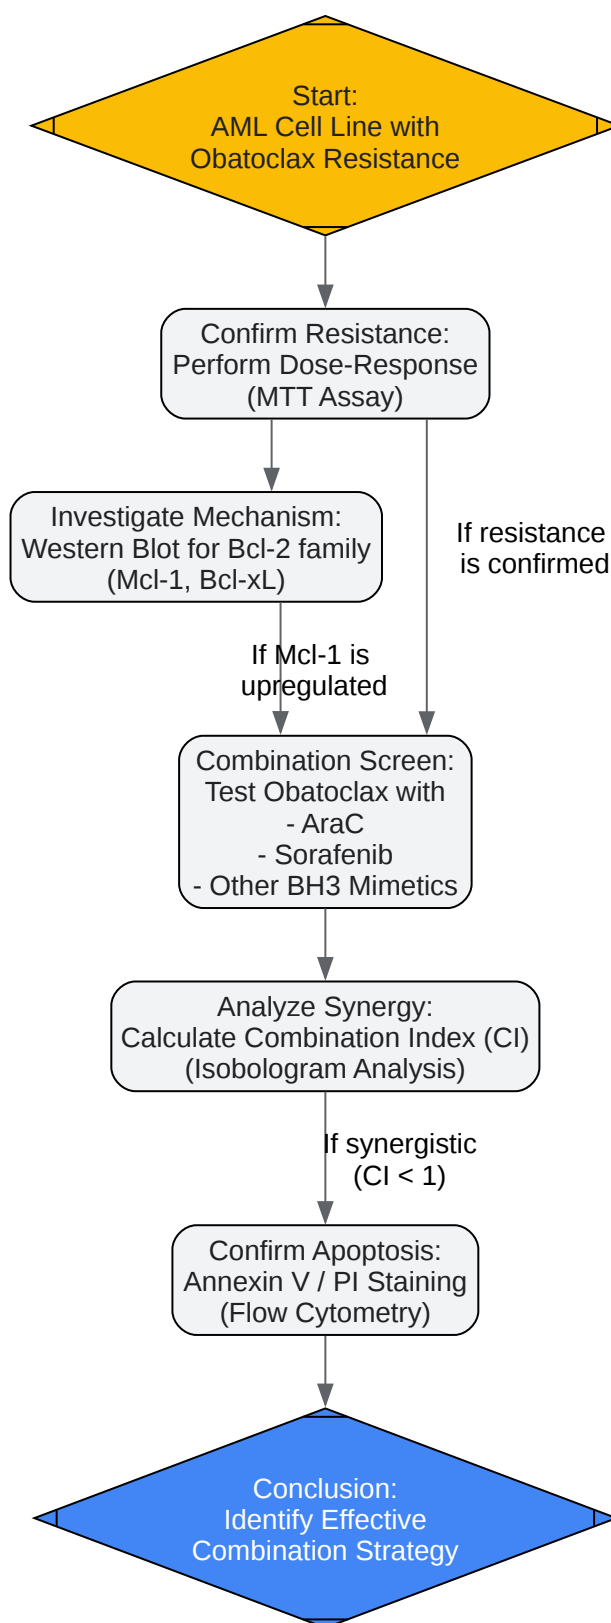 Start:
AML Cell Line with
Obatoclax Resistance
Confirm Resistance:
Perform Dose-Response
(MTT Assay)
Investigate Mechanism:
Western Blot for Bcl-2 family
(Mcl-1, Bcl-xL)
If resistance
is confirmed
If Mcl-1 is
upregulated
Combination Screen:
Test Obatoclax with
- AraC
- Sorafenib
- Other BH3 Mimetics
Analyze Synergy:
Calculate Combination Index (CI)
(Isobologram Analysis)
If synergistic
(CI < 1)
Confirm Apoptosis:
Annexin V / PI Staining
(Flow Cytometry)
Conclusion:
Identify Effective
Combination Strategy